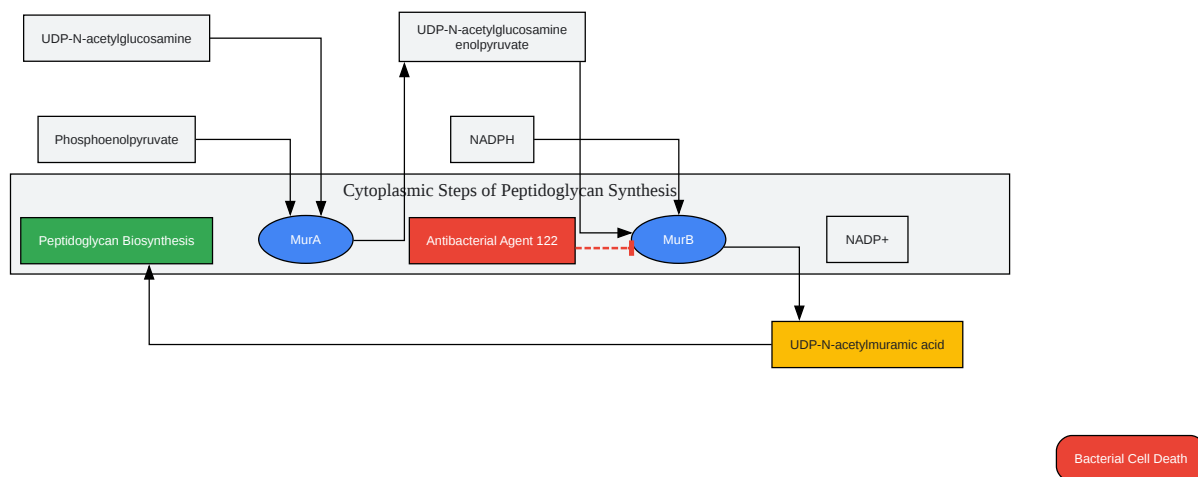 UDP-N-acetylglucosamine
UDP-N-acetylglucosamine
enolpyruvate
Phosphoenolpyruvate
NADPH
Cytoplasmic Steps of Peptidoglycan Synthesis
Peptidoglycan Biosynthesis
MurA
Antibacterial Agent 122
MurB
NADP+
UDP-N-acetylmuramic acid
Bacterial Cell Death